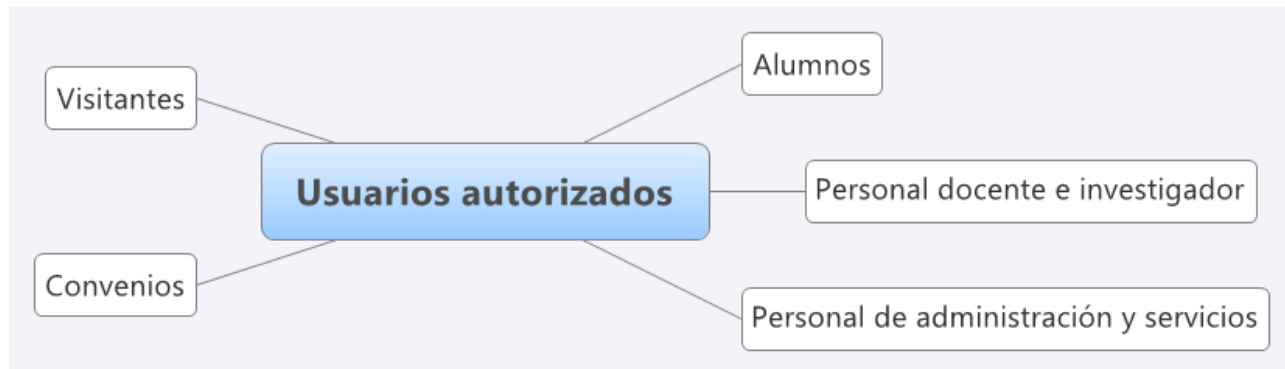 Alumnos
Visitantes
Personal docente e investigador
Usuarios autorizados
Convenios
Personal de administración y servicios